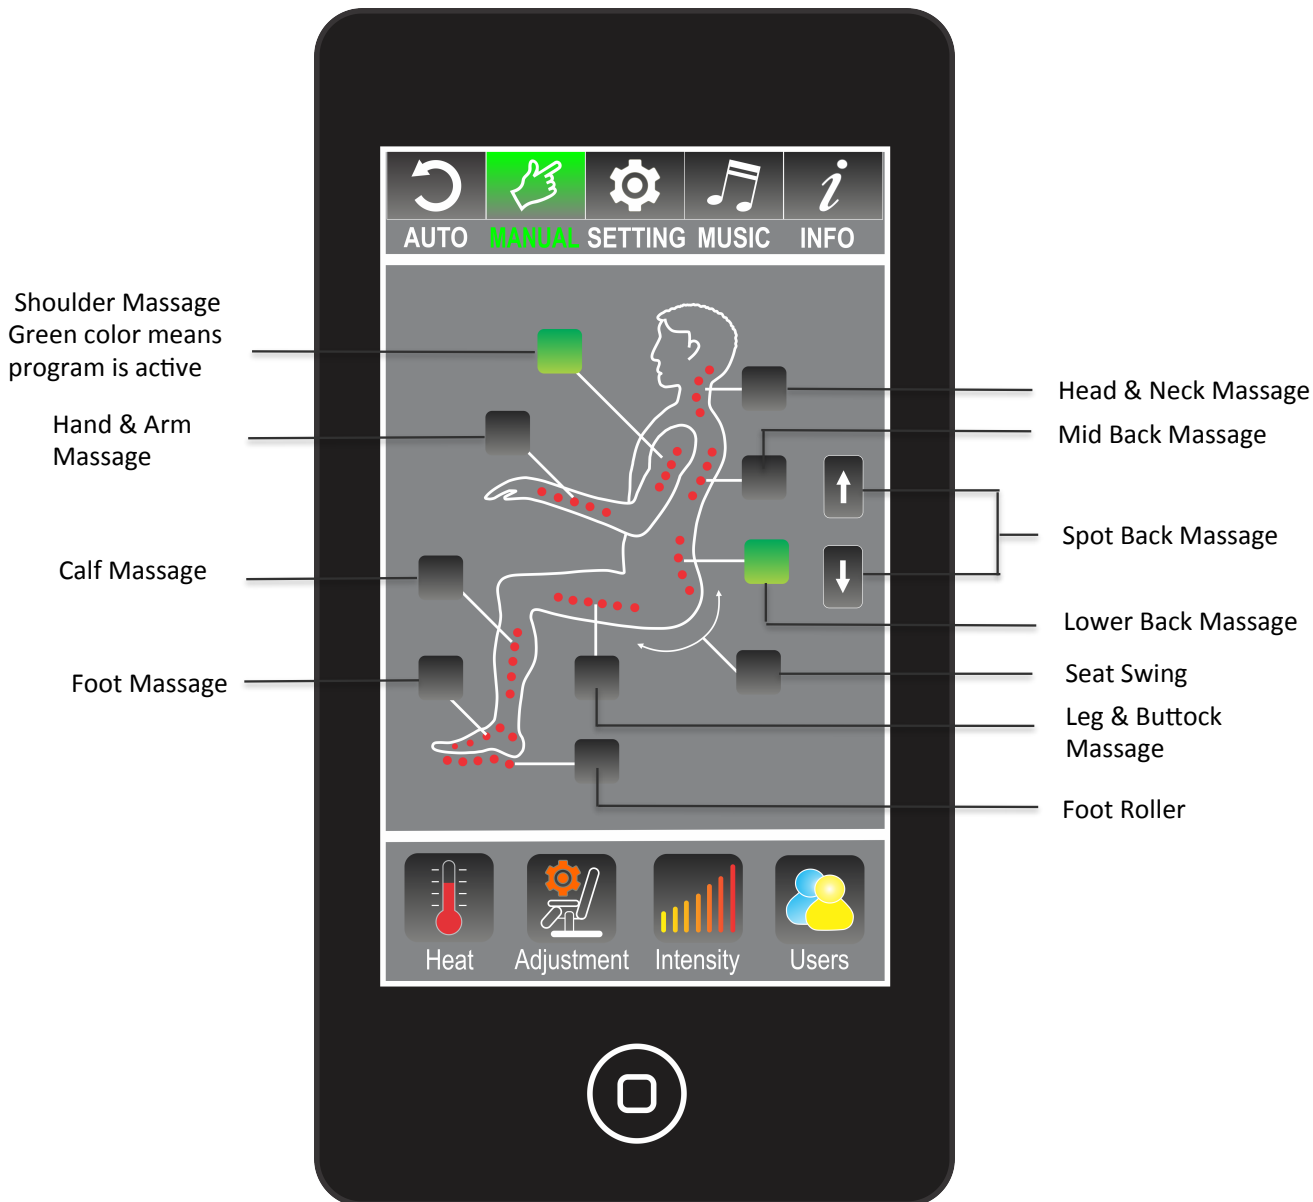 AUTO MANUAL SETTING MUSIC INFO
Shoulder Massage
Green color means
program is active
Hand & Arm
Massage
Calf Massage
Foot Massage
Head & Neck Massage
Mid Back Massage
Spot Back Massage
Lower Back Massage
Seat Swing
Leg & Buttock
Massage
Foot Roller
Heat Adjustment Intensity Users